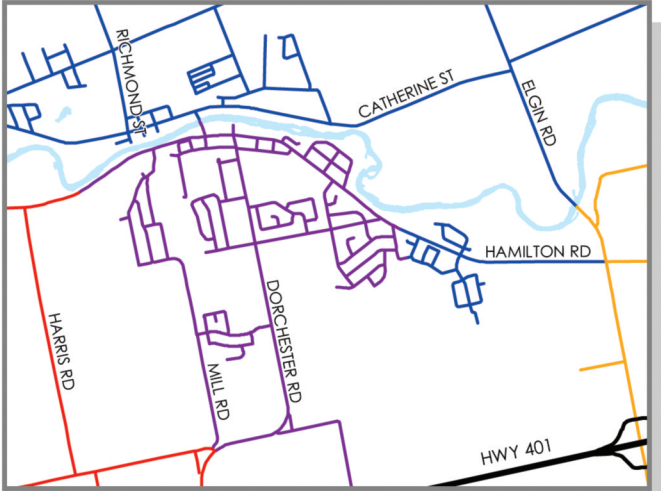 RICHMOND ST
CATHERINE ST
ELGIN RD
HAMILTON RD
HARRIS RD
DORCHESTER RD
MILL RD
HWY 401